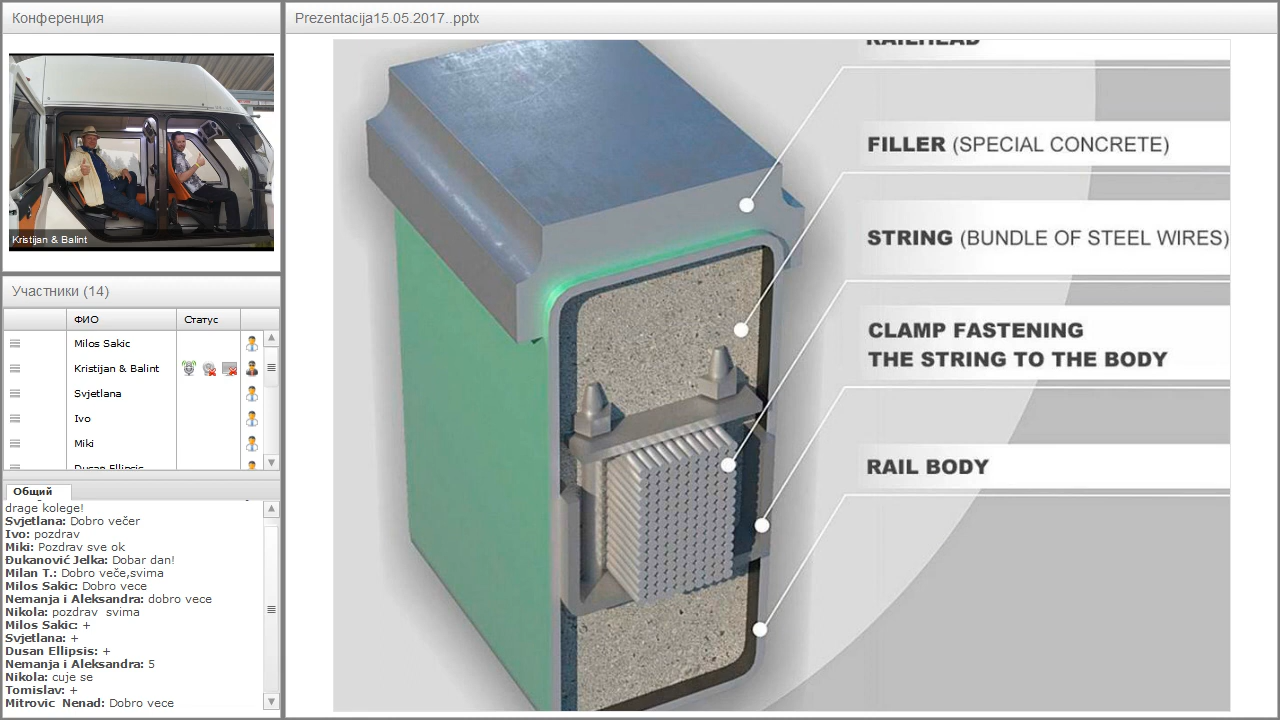 Конференция
Kristijan & Balint
Участники (14)
ФИО Статус
Milos Sakic
Kristijan & Balint
Svjetlana
Ivo
Miki
Dusan Ellipsis
Общий
drage kolege!
Svjetlana: Dobro večer
Ivo: pozdrav
Miki: Pozdrav sve ok
Đukanović Jelka: Dobar dan!
Milan T.: Dobro veče,svima
Milos Sakic: Dobro vece
Nemanja i Aleksandra: dobro vece
Nikola: pozdrav svima
Milos Sakic: +
Svjetlana: +
Dusan Ellipsis: +
Nemanja i Aleksandra: 5
Nikola: cuje se
Tomislav: +
Mitrovic Nenad: Dobro vece
Prezentacija15.05.2017..pptx
RAILHEAD
FILLER (SPECIAL CONCRETE)
STRING (BUNDLE OF STEEL WIRES)
CLAMP FASTENING
THE STRING TO THE BODY
RAIL BODY